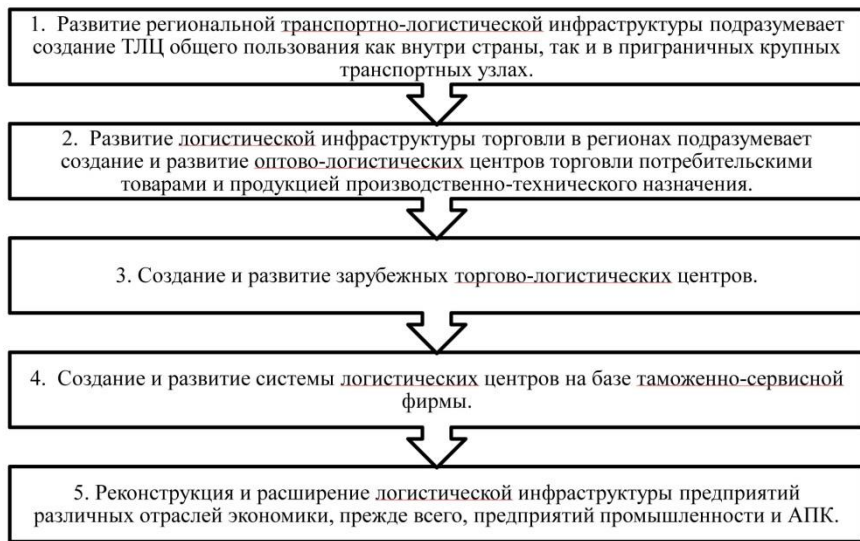 1. Развитие региональной транспортно-логистической инфраструктуры подразумевает
создание ТЛЦ общего пользования как внутри страны, так и в приграничных крупных
транспортных узлах.
2. Развитие логистической инфраструктуры торговли в регионах подразумевает
создание и развитие оптово-логистических центров торговли потребительскими
товарами и продукцией производственно-технического назначения.
3. Создание и развитие зарубежных торгово-логистических центров.
4. Создание и развитие системы логистических центров на базе таможенно-сервисной
фирмы.
5. Реконструкция и расширение логистической инфраструктуры предприятий
различных отраслей экономики, прежде всего, предприятий промышленности и АПК.